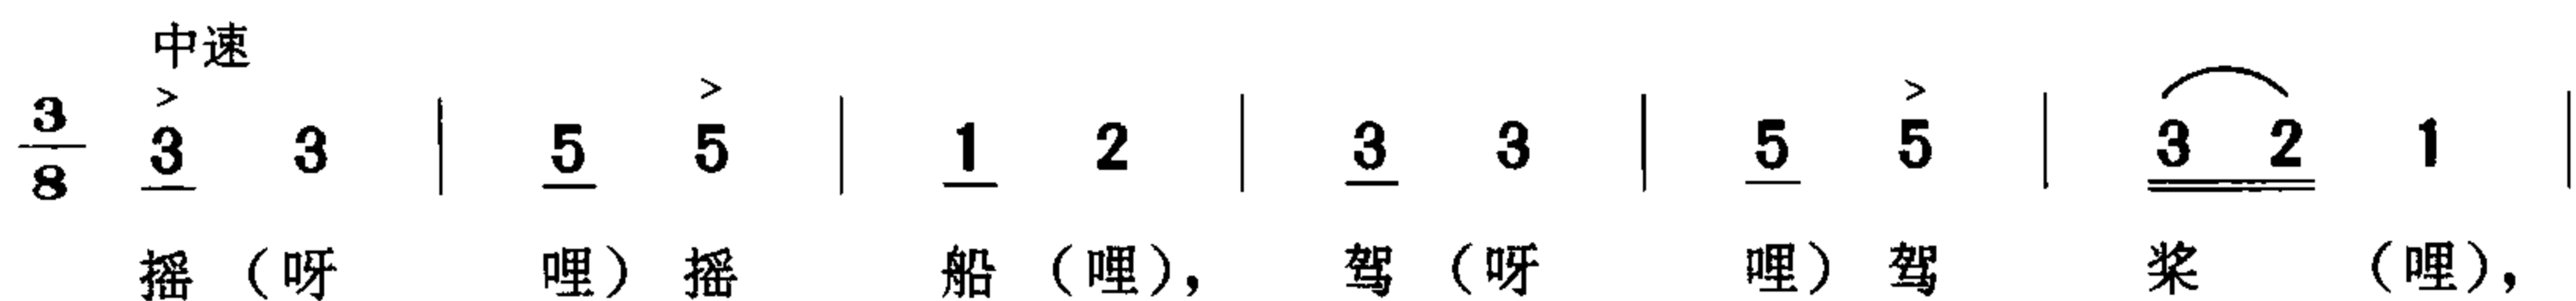 中速
3/8 3 3 | 5 5 | 1 2 | 3 3 | 5 5 | 3 2 1 |
摇（呀 哩）摇 船（哩），驾（呀 哩）驾 桨（哩），